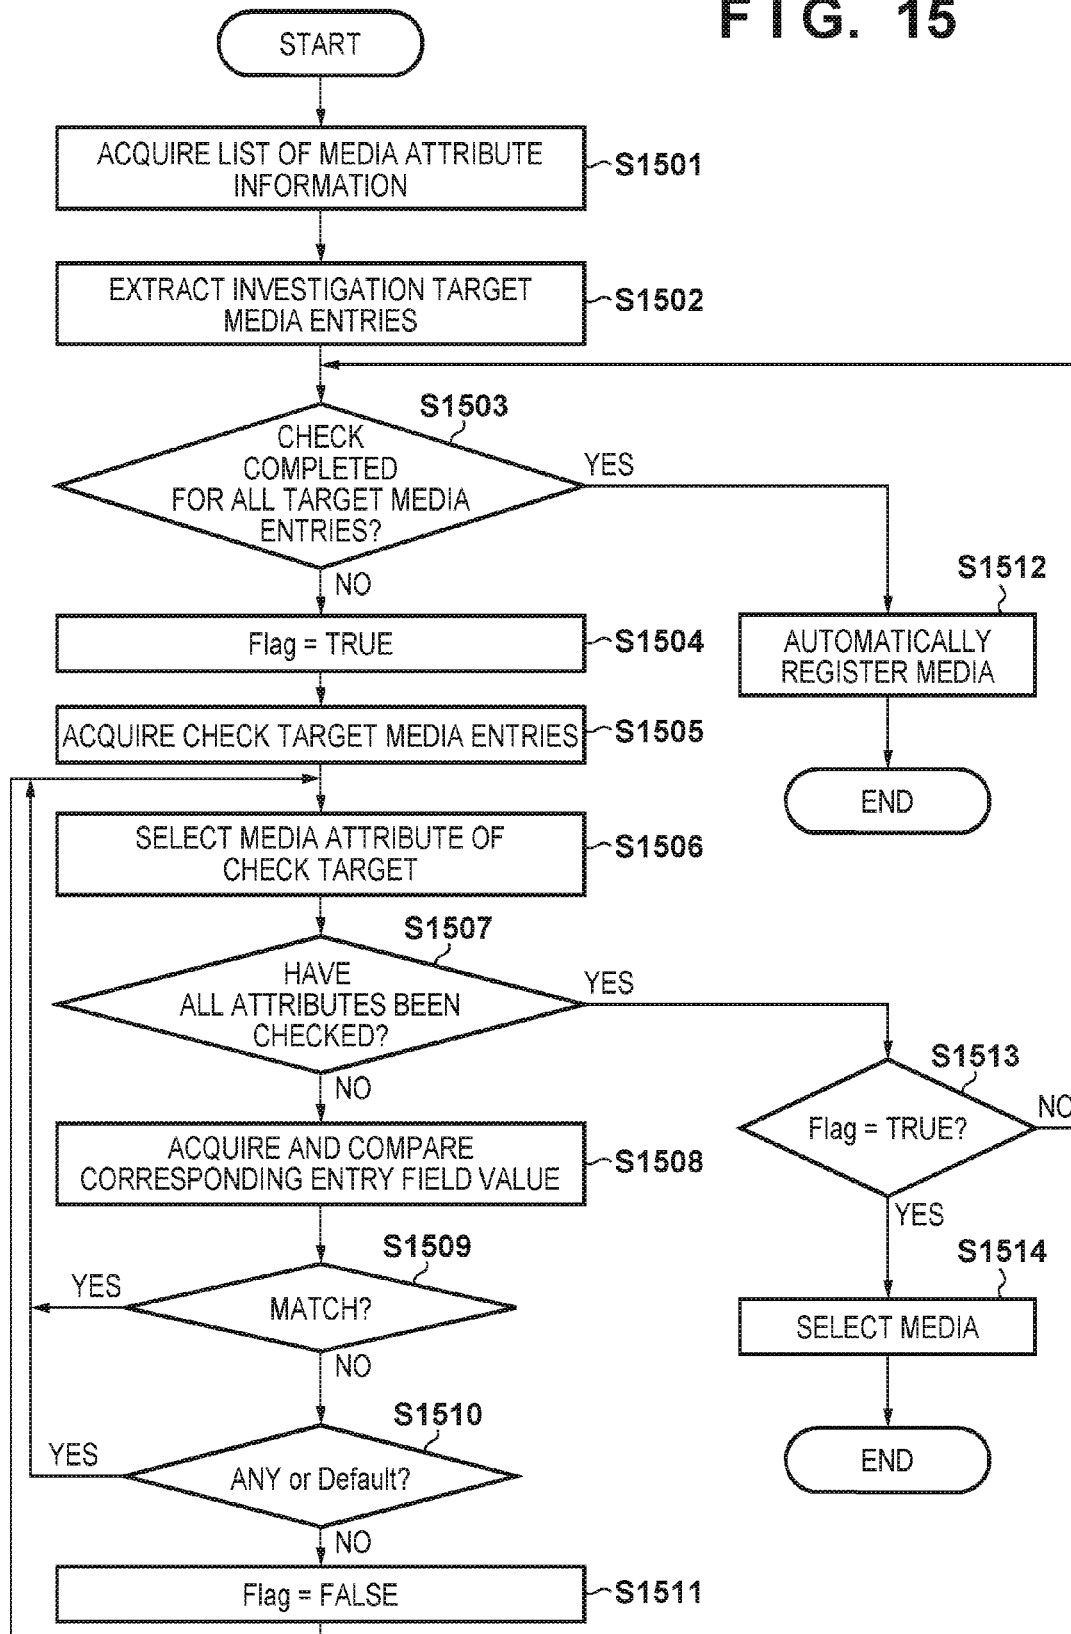 FIG. 15
START
ACQUIRE LIST OF MEDIA ATTRIBUTE
INFORMATION
S1501
EXTRACT INVESTIGATION TARGET
MEDIA ENTRIES
S1502
S1503
CHECK
COMPLETED
FOR ALL TARGET MEDIA
ENTRIES?
YES
NO
S1512
AUTOMATICALLY
REGISTER MEDIA
END
Flag = TRUE
S1504
ACQUIRE CHECK TARGET MEDIA ENTRIES
S1505
SELECT MEDIA ATTRIBUTE OF
CHECK TARGET
S1506
S1507
HAVE
ALL ATTRIBUTES BEEN
CHECKED?
YES
NO
S1513
Flag = TRUE?
NO
YES
S1514
SELECT MEDIA
END
ACQUIRE AND COMPARE
CORRESPONDING ENTRY FIELD VALUE
S1508
S1509
MATCH?
YES
NO
S1510
ANY or Default?
YES
NO
Flag = FALSE
S1511